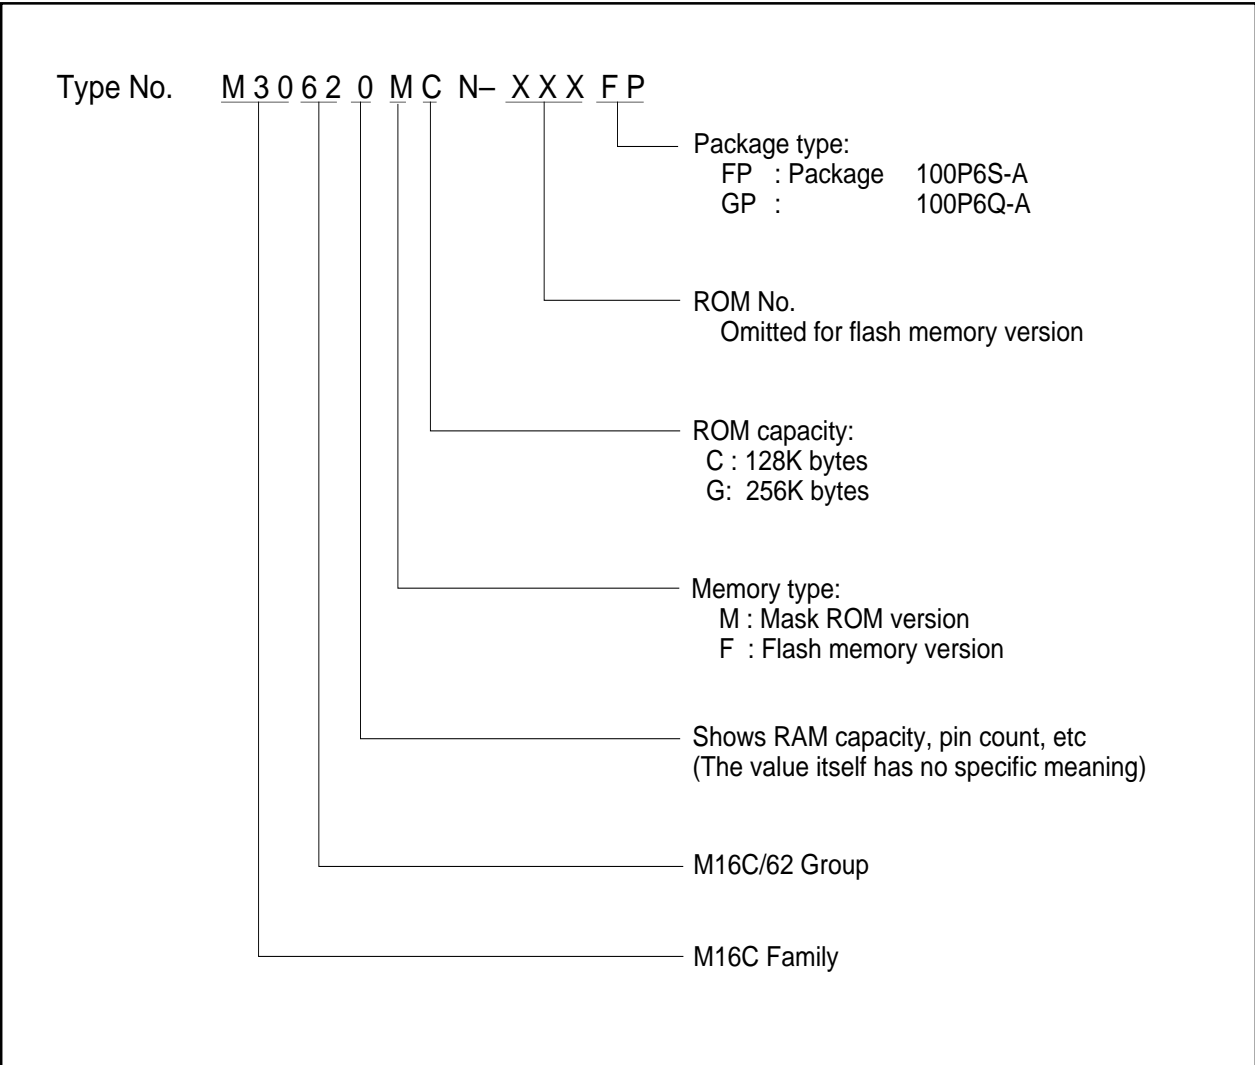 Type No. M 3 0 6 2 0 M C N– X X X F P
Package type:
FP : Package 100P6S-A
GP : 100P6Q-A
ROM No.
Omitted for flash memory version
ROM capacity:
C : 128K bytes
G: 256K bytes
Memory type:
M : Mask ROM version
F : Flash memory version
Shows RAM capacity, pin count, etc
(The value itself has no specific meaning)
M16C/62 Group
M16C Family